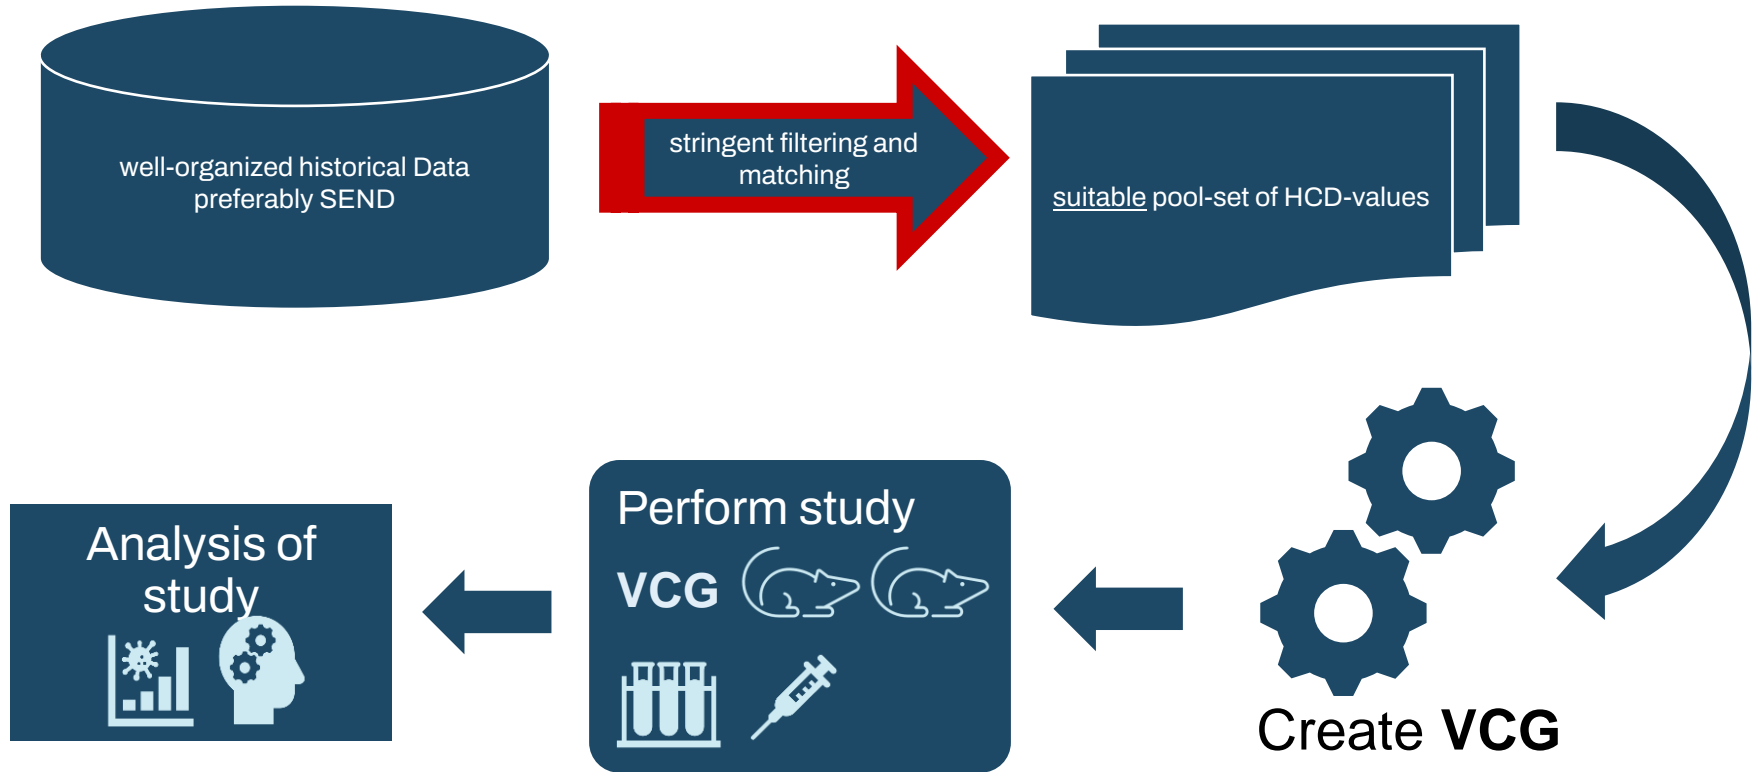 well-organized historical Data
preferably SEND
stringent filtering and
matching
suitable pool-set of HCD-values
Create VCG
Perform study
VCG
Analysis of
study